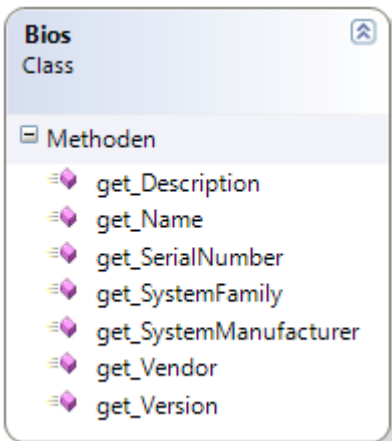 Bios
Class
Methoden
get_Description
get_Name
get_SerialNumber
get_SystemFamily
get_SystemManufacturer
get_Vendor
get_Version